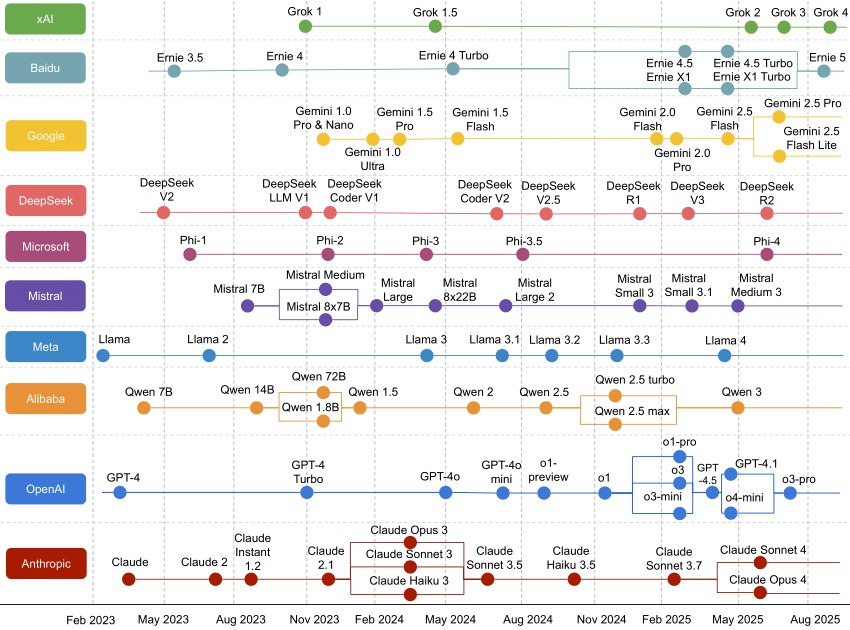 xAI
Grok 1
Grok 1.5
Grok 2
Grok 3
Grok 4
Baidu
Ernie 3.5
Ernie 4
Ernie 4 Turbo
Ernie 4.5
Ernie X1
Ernie 4.5 Turbo
Ernie X1 Turbo
Ernie 5
Google
Gemini 1.0
Pro & Nano
Gemini 1.0
Ultra
Gemini 1.5
Pro
Gemini 1.5
Flash
Gemini 2.0
Flash
Gemini 2.0
Pro
Gemini 2.5
Flash
Gemini 2.5 Pro
Gemini 2.5
Flash Lite
DeepSeek
DeepSeek
V2
DeepSeek
LLM V1
DeepSeek
Coder V1
DeepSeek
Coder V2
DeepSeek
V2.5
DeepSeek
R1
DeepSeek
V3
DeepSeek
R2
Microsoft
Phi-1
Phi-2
Phi-3
Phi-3.5
Phi-4
Mistral
Mistral 7B
Mistral Medium
Mistral 8x7B
Mistral
Large
Mistral
8x22B
Mistral
Large 2
Mistral
Small 3
Mistral
Small 3.1
Mistral
Medium 3
Meta
Llama
Llama 2
Llama 3
Llama 3.1
Llama 3.2
Llama 3.3
Llama 4
Alibaba
Qwen 7B
Qwen 14B
Qwen 72B
Qwen 1.8B
Qwen 1.5
Qwen 2
Qwen 2.5
Qwen 2.5 turbo
Qwen 2.5 max
Qwen 3
OpenAI
GPT-4
GPT-4
Turbo
GPT-4o
GPT-4o
mini
o1-
preview
o1
o1-pro
o3
o3-mini
GPT
-4.5
GPT-4.1
o4-mini
o3-pro
Anthropic
Claude
Claude 2
Claude
Instant
1.2
Claude
2.1
Claude Opus 3
Claude Sonnet 3
Claude Haiku 3
Claude
Sonnet 3.5
Claude
Haiku 3.5
Claude
Sonnet 3.7
Claude Sonnet 4
Claude Opus 4
Feb 2023
May 2023
Aug 2023
Nov 2023
Feb 2024
May 2024
Aug 2024
Nov 2024
Feb 2025
May 2025
Aug 2025